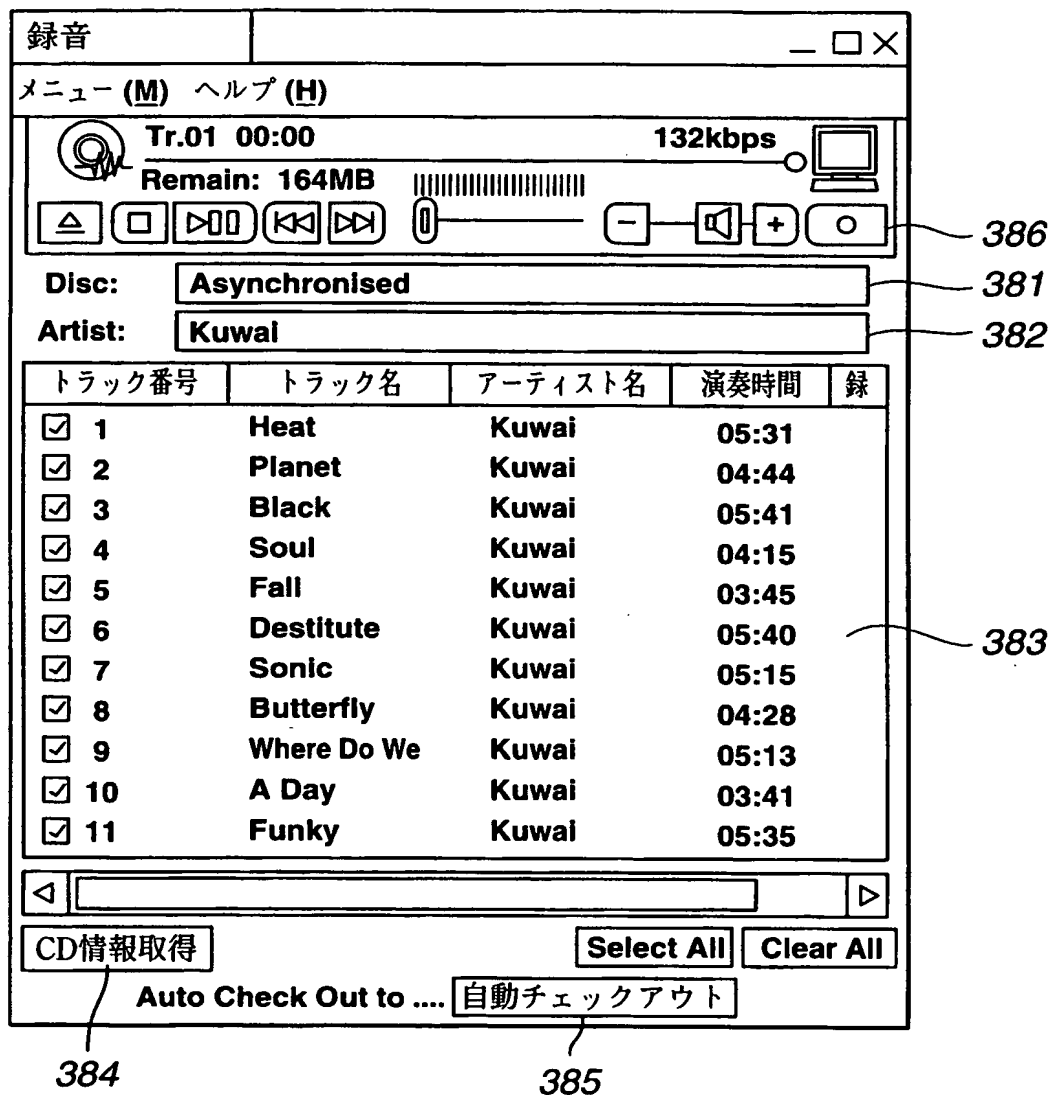 録音
メニュー (M) ヘルプ (H)
Tr.01 00:00 132kbps
Remain: 164MB
386
Disc: Asynchronised 381
Artist: Kuwai 382
トラック番号 トラック名 アーティスト名 演奏時間 録
1 Heat Kuwai 05:31
2 Planet Kuwai 04:44
3 Black Kuwai 05:41
4 Soul Kuwai 04:15
5 Fall Kuwai 03:45
6 Destitute Kuwai 05:40 383
7 Sonic Kuwai 05:15
8 Butterfly Kuwai 04:28
9 Where Do We Kuwai 05:13
10 A Day Kuwai 03:41
11 Funky Kuwai 05:35
CD情報取得 Select All Clear All
Auto Check Out to .... 自動チェックアウト
384 385